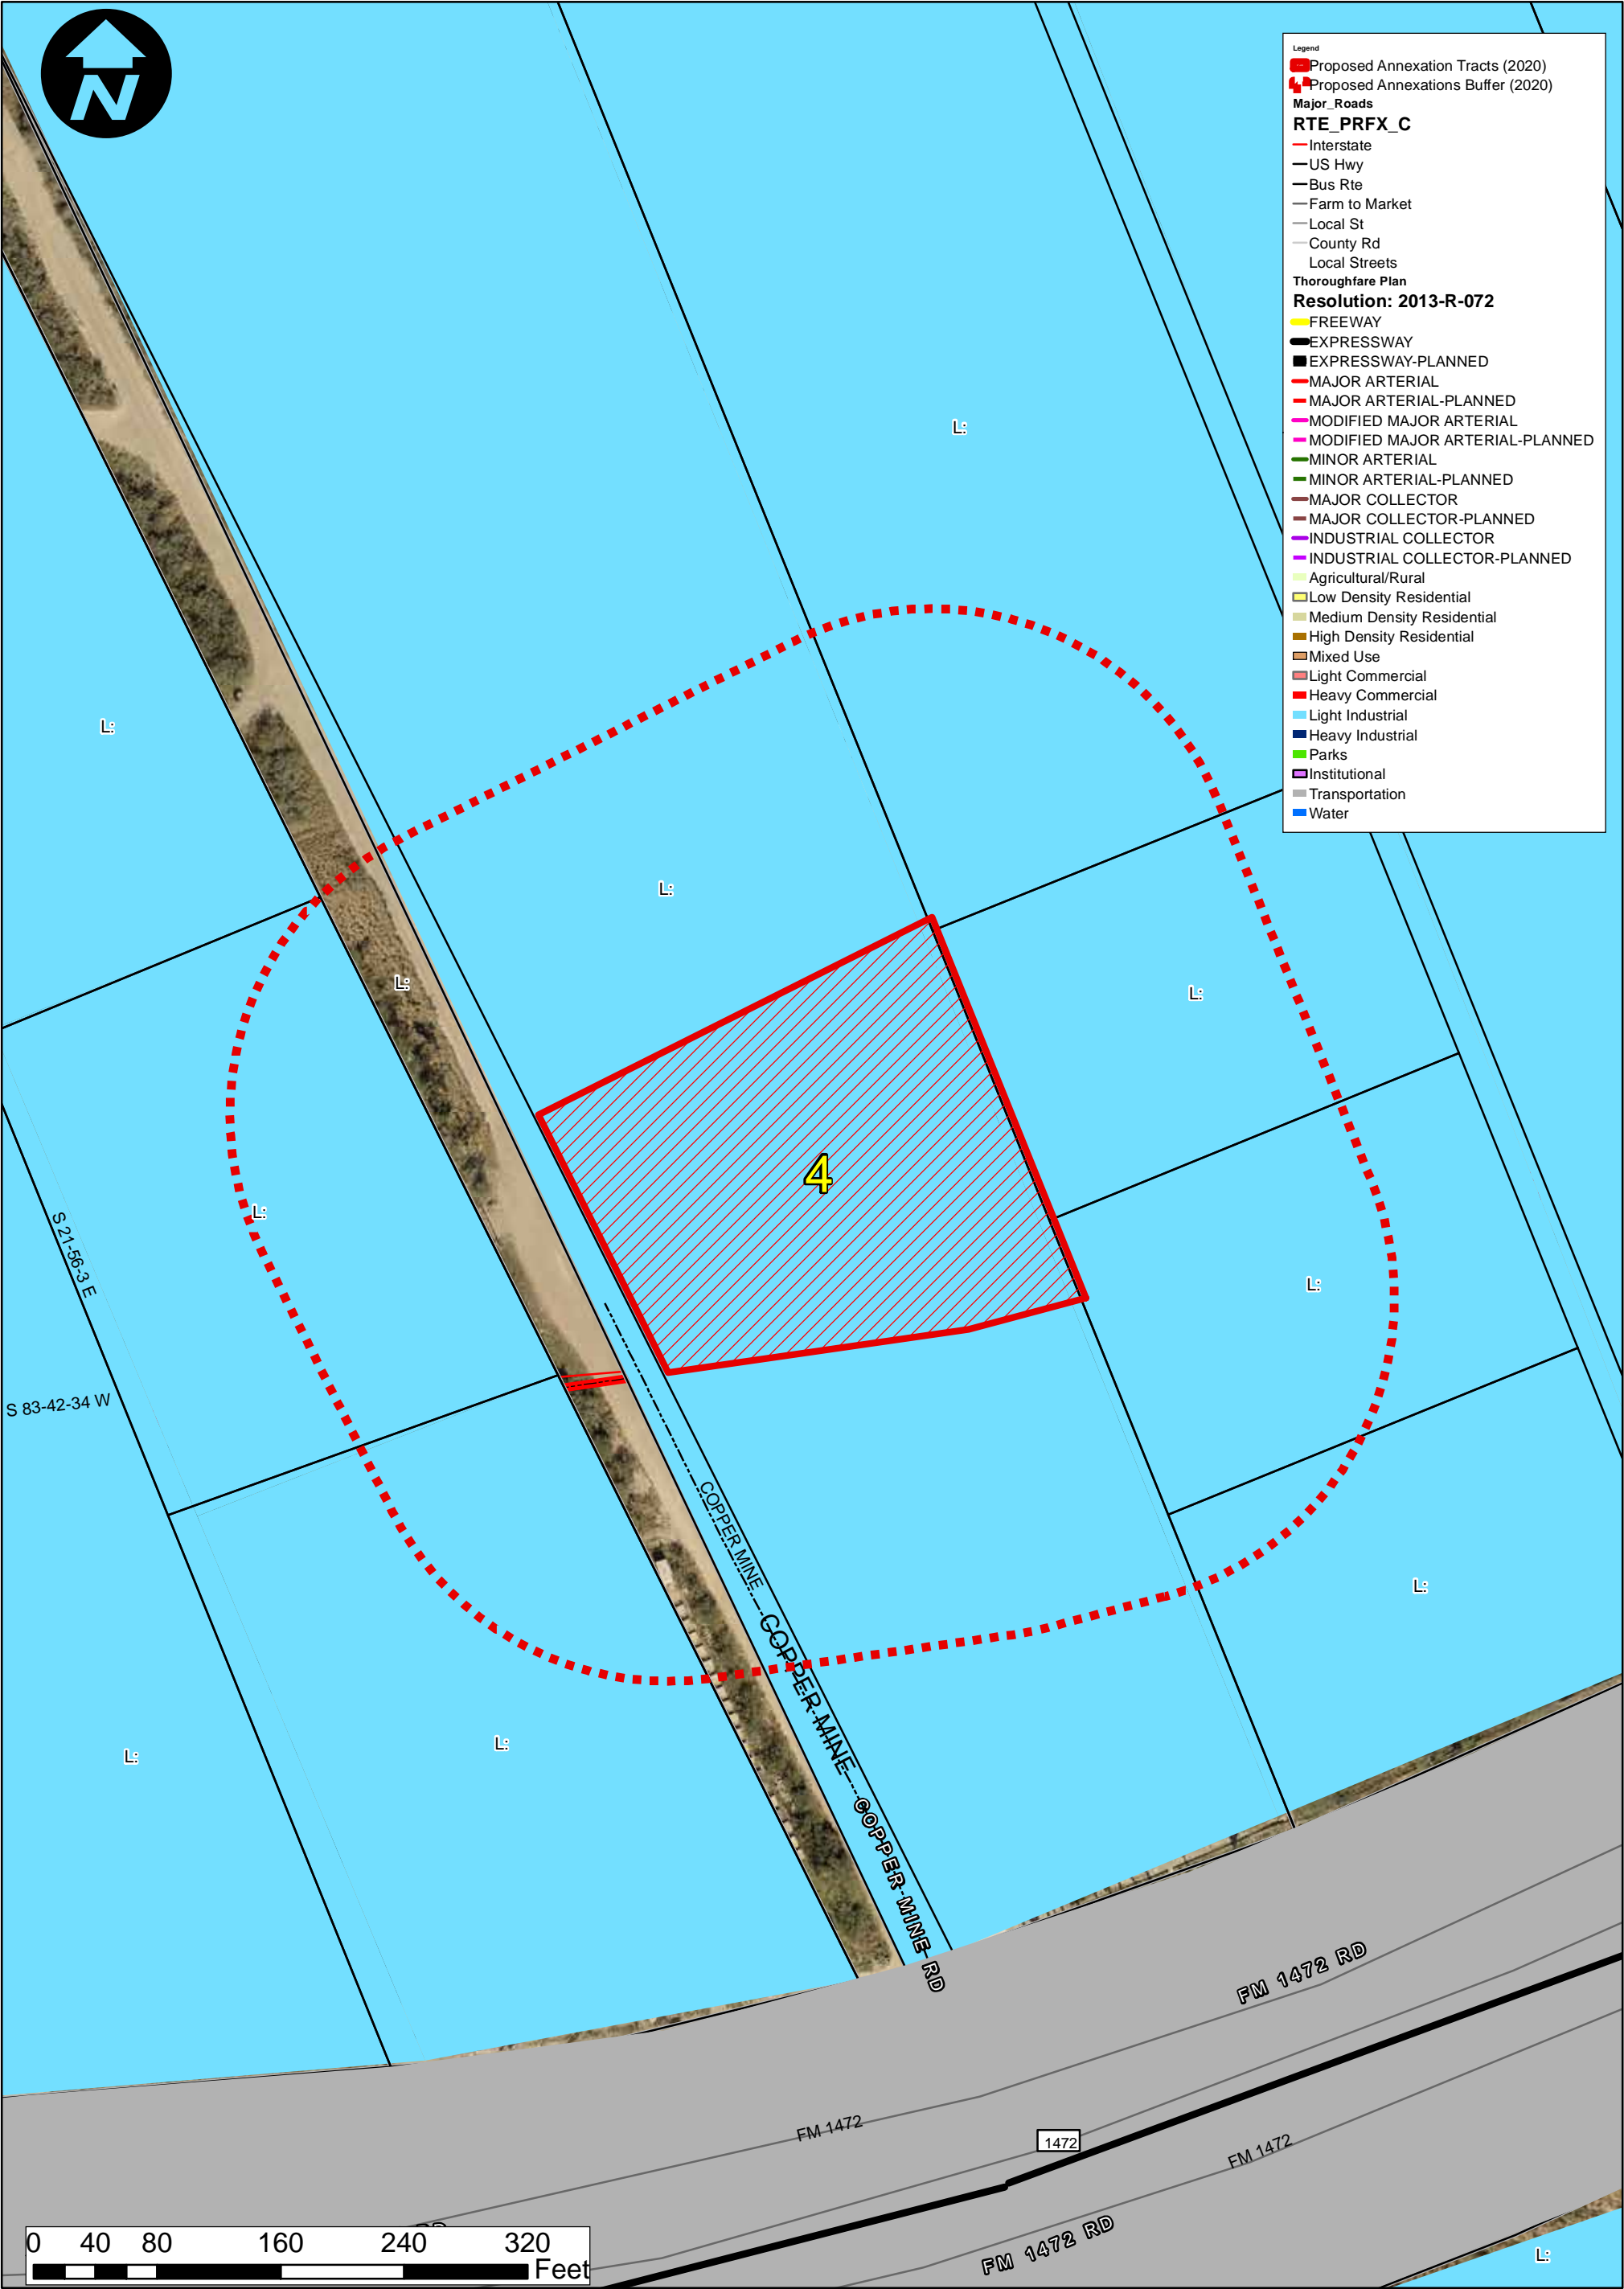 N
Legend
Proposed Annexation Tracts (2020)
Proposed Annexations Buffer (2020)
Major_Roads
RTE_PRFX_C
Interstate
US Hwy
Bus Rte
Farm to Market
Local St
County Rd
Local Streets
Thoroughfare Plan
Resolution: 2013-R-072
FREEWAY
EXPRESSWAY
EXPRESSWAY-PLANNED
MAJOR ARTERIAL
MAJOR ARTERIAL-PLANNED
MODIFIED MAJOR ARTERIAL
MODIFIED MAJOR ARTERIAL-PLANNED
MINOR ARTERIAL
MINOR ARTERIAL-PLANNED
MAJOR COLLECTOR
MAJOR COLLECTOR-PLANNED
INDUSTRIAL COLLECTOR
INDUSTRIAL COLLECTOR-PLANNED
Agricultural/Rural
Low Density Residential
Medium Density Residential
High Density Residential
Mixed Use
Light Commercial
Heavy Commercial
Light Industrial
Heavy Industrial
Parks
Institutional
Transportation
Water
L:
L:
L:
L:
L:
4
L:
S 21-56-3 E
L:
S 83-42-34 W
COPPER MINE
L:
COPPER MINE
L:
L:
COPPER MINE RD
FM 1472 RD
FM 1472
1472
FM 1472
FM 1472 RD
L:
0 40 80 160 240 320
Feet